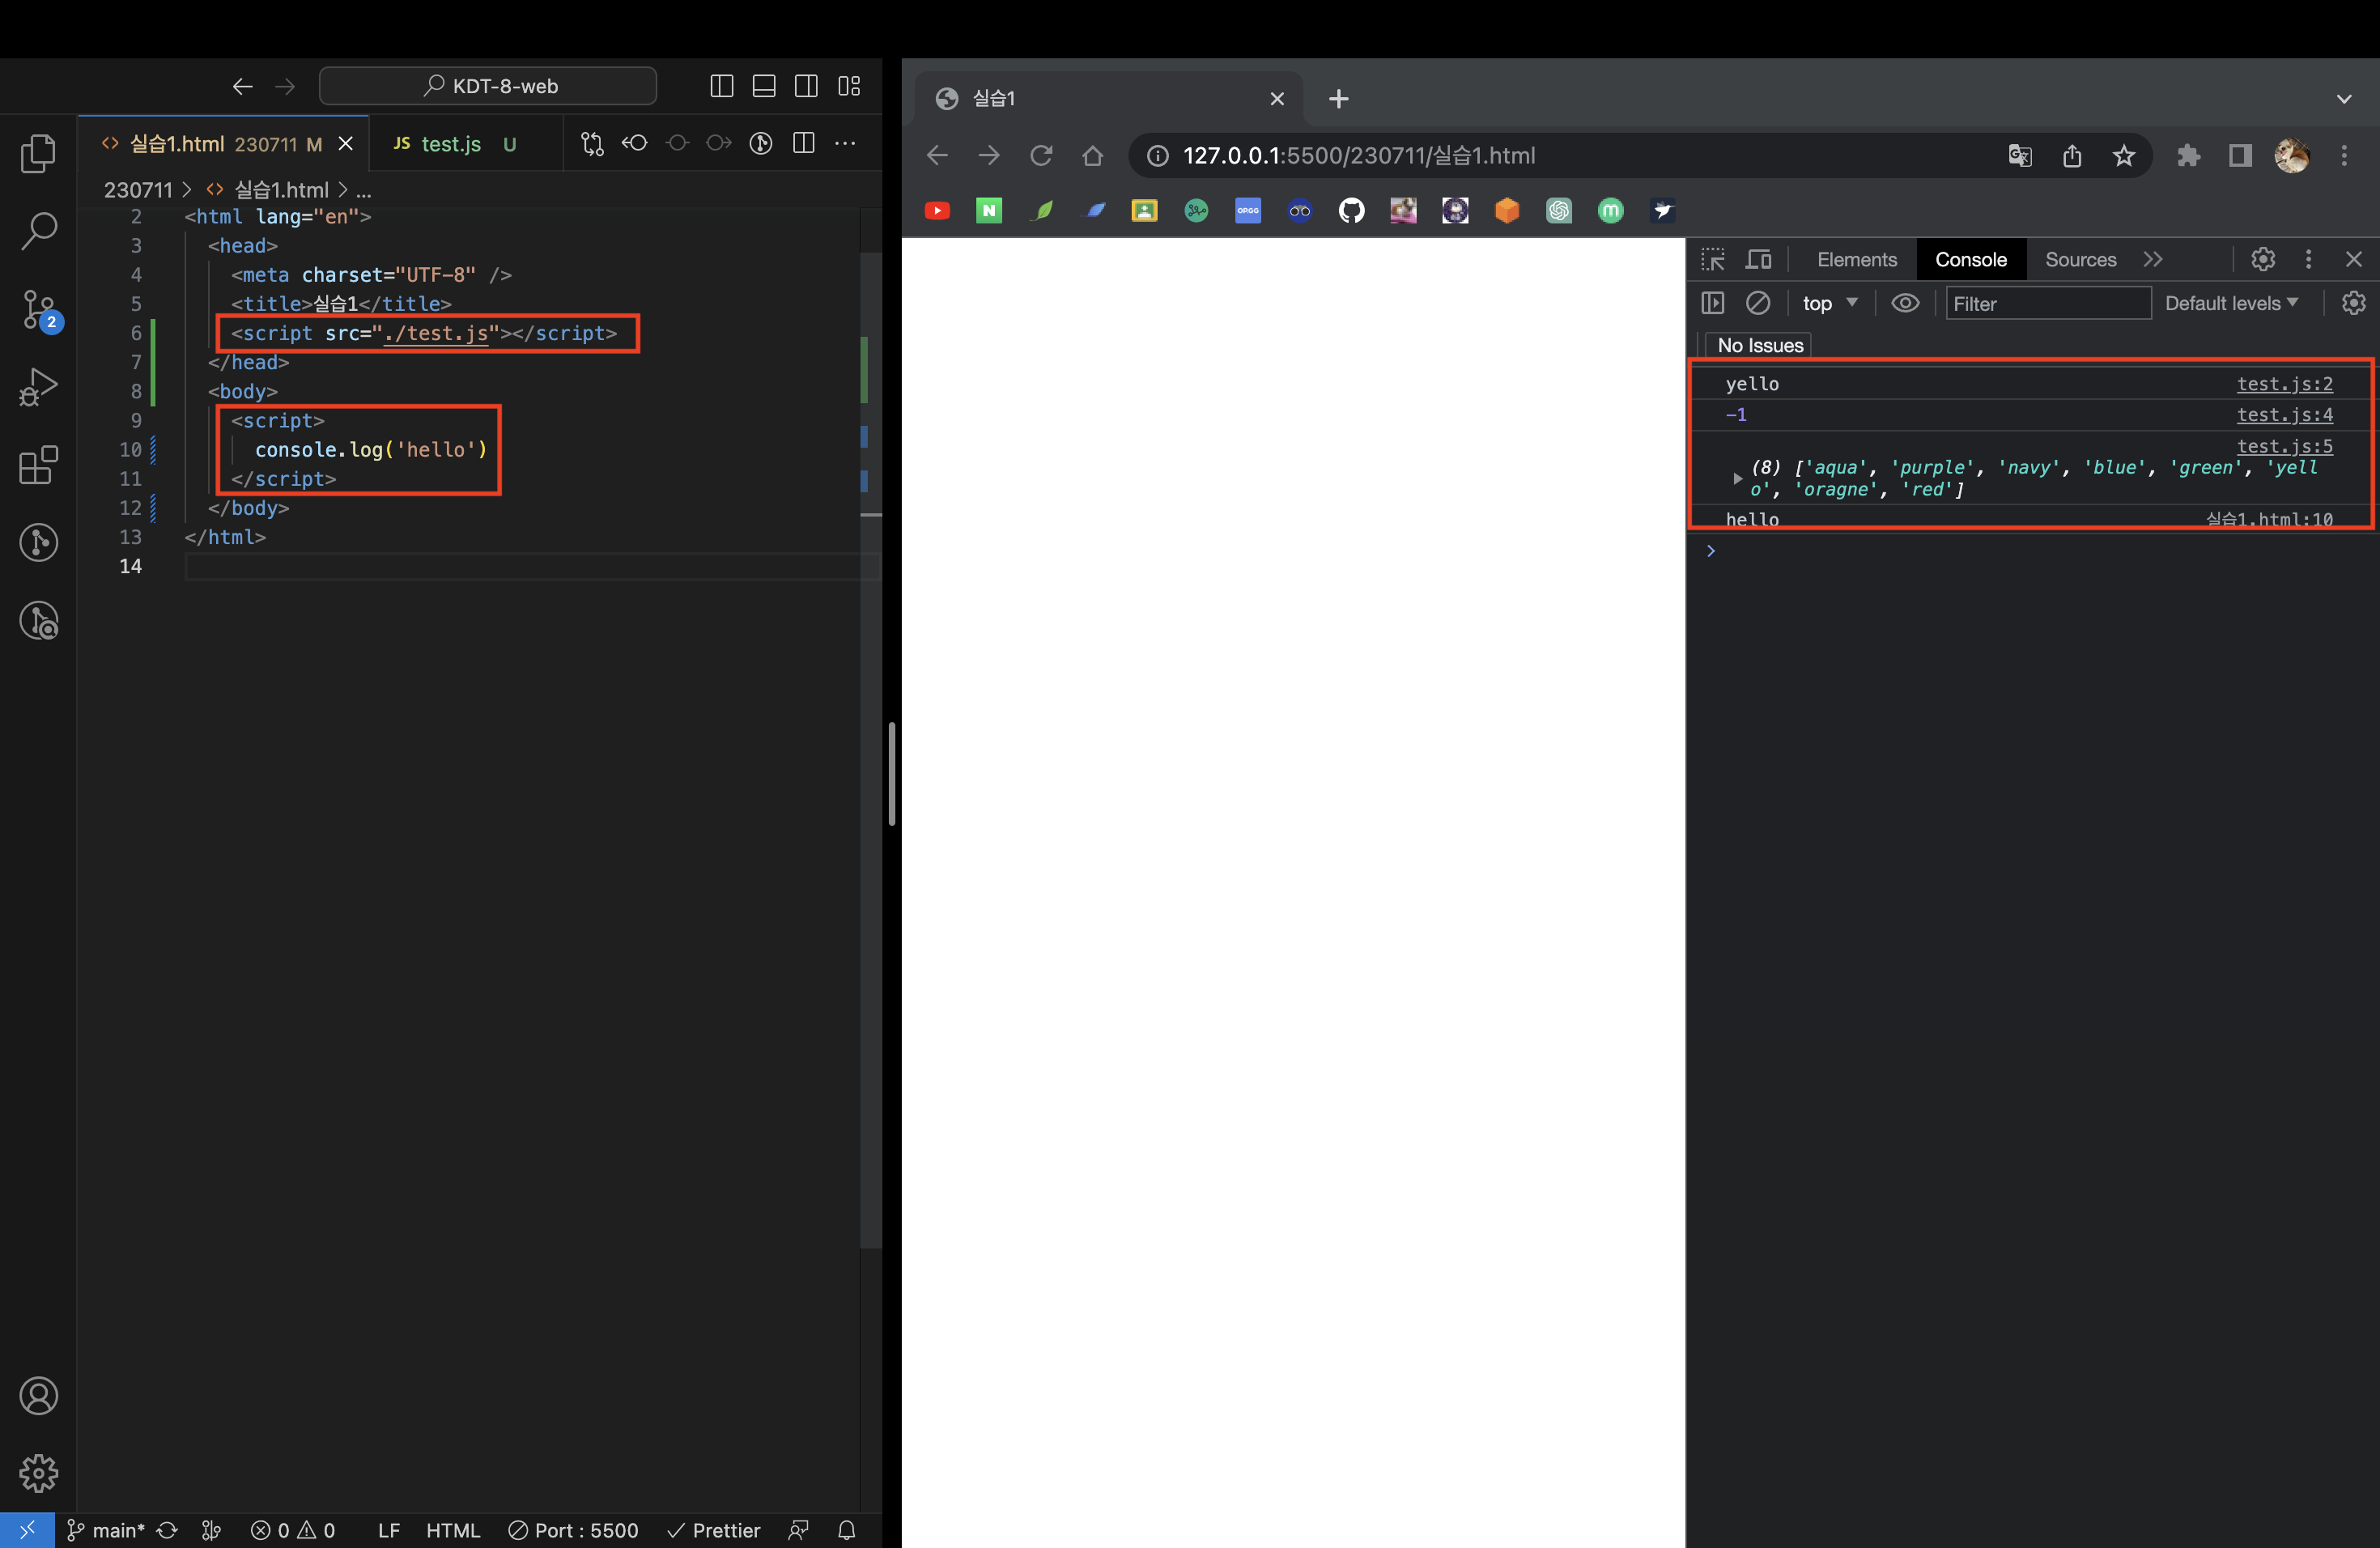 KDT-8-web
실습1.html 230711 M
JS test.js U
230711 > 실습1.html > ...
2 <html lang="en">
3 <head>
4 <meta charset="UTF-8" />
5 <title>실습1</title>
6 <script src="./test.js"></script>
7 </head>
8 <body>
9 <script>
10 console.log('hello')
11 </script>
12 </body>
13 </html>
14
2
main* 0 0 LF HTML Port : 5500 Prettier
실습1
127.0.0.1:5500/230711/실습1.html
N OP.GG m
Elements Console Sources
top Filter Default levels
No Issues
yello test.js:2
-1 test.js:4
test.js:5
(8) ['aqua', 'purple', 'navy', 'blue', 'green', 'yell
o', 'oragne', 'red']
hello 실습1.html:10